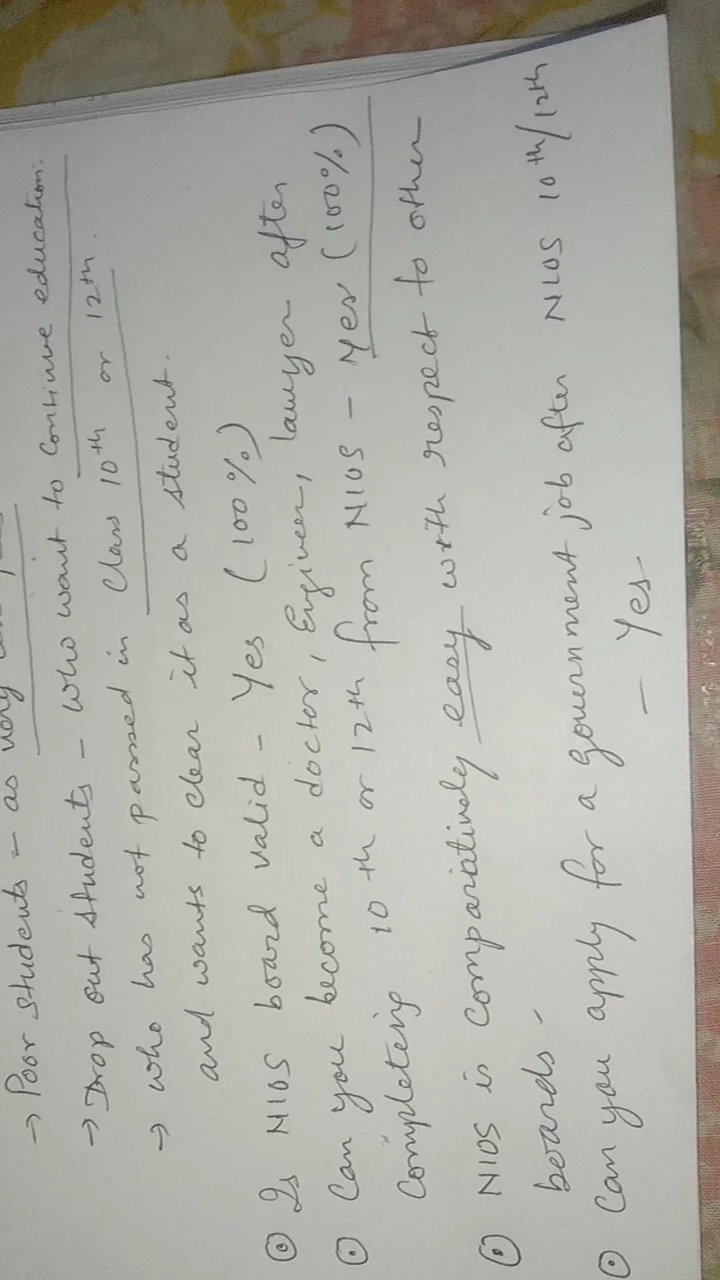 → Poor students – as very
→ Drop out students – who want to continue education.
→ who has not passed in class 10th or 12th.
and wants to clear it as a student.
⊙ Is NIOS board valid – Yes (100%)
⊙ Can you become a doctor, Engineer, lawyer after
completing 10th or 12th from NIOS – Yes (100%)
⊙ NIOS is comparatively easy with respect to other
boards.
⊙ Can you apply for a government job after NIOS 10th/12th
– Yes